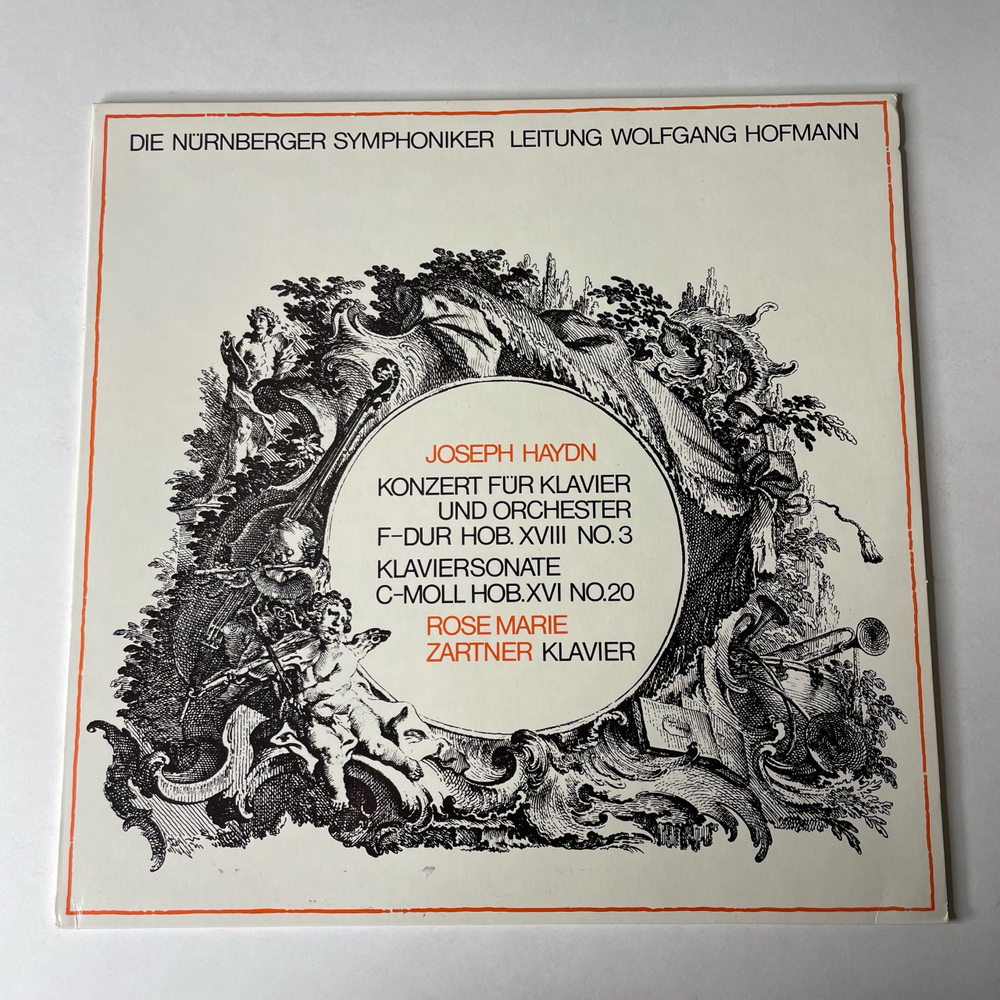 DIE NÜRNBERGER SYMPHONIKER LEITUNG WOLFGANG HOFMANN
JOSEPH HAYDN
KONZERT FÜR KLAVIER
UND ORCHESTER
F-DUR HOB. XVIII NO. 3
KLAVIERSONATE
C-MOLL HOB.XVI NO.20
ROSE MARIE
ZARTNER KLAVIER